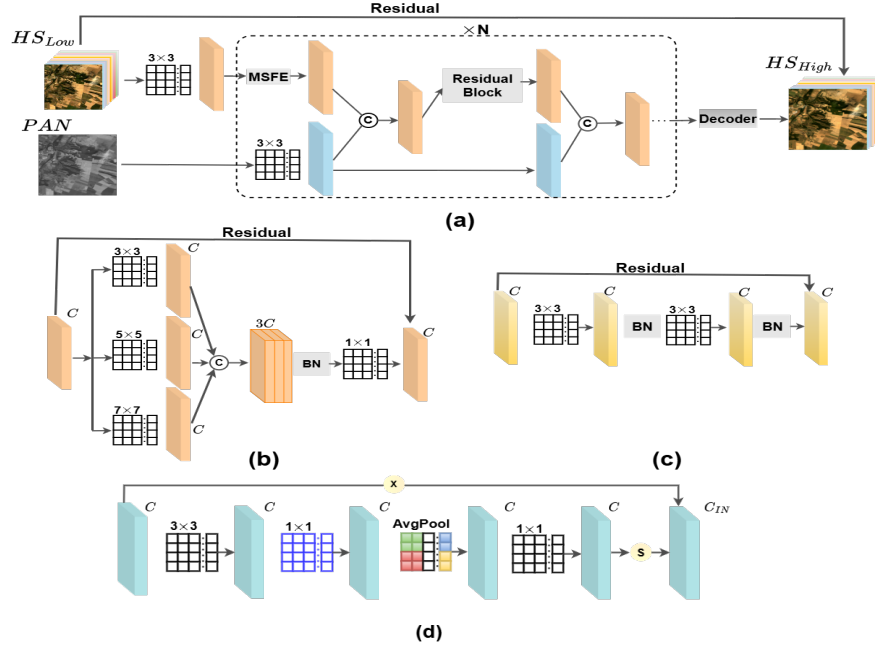 Residual
×N
HS_Low
3×3
MSFE
C
Residual
Block
C
Decoder
HS_High
PAN
3×3
(a)
Residual
C
3×3
C
5×5
C
7×7
C
C
3C
BN
1×1
C
(b)
Residual
C
3×3
C
BN
3×3
C
BN
C
(c)
x
C
3×3
C
1×1
C
AvgPool
C
1×1
C
S
C_IN
(d)